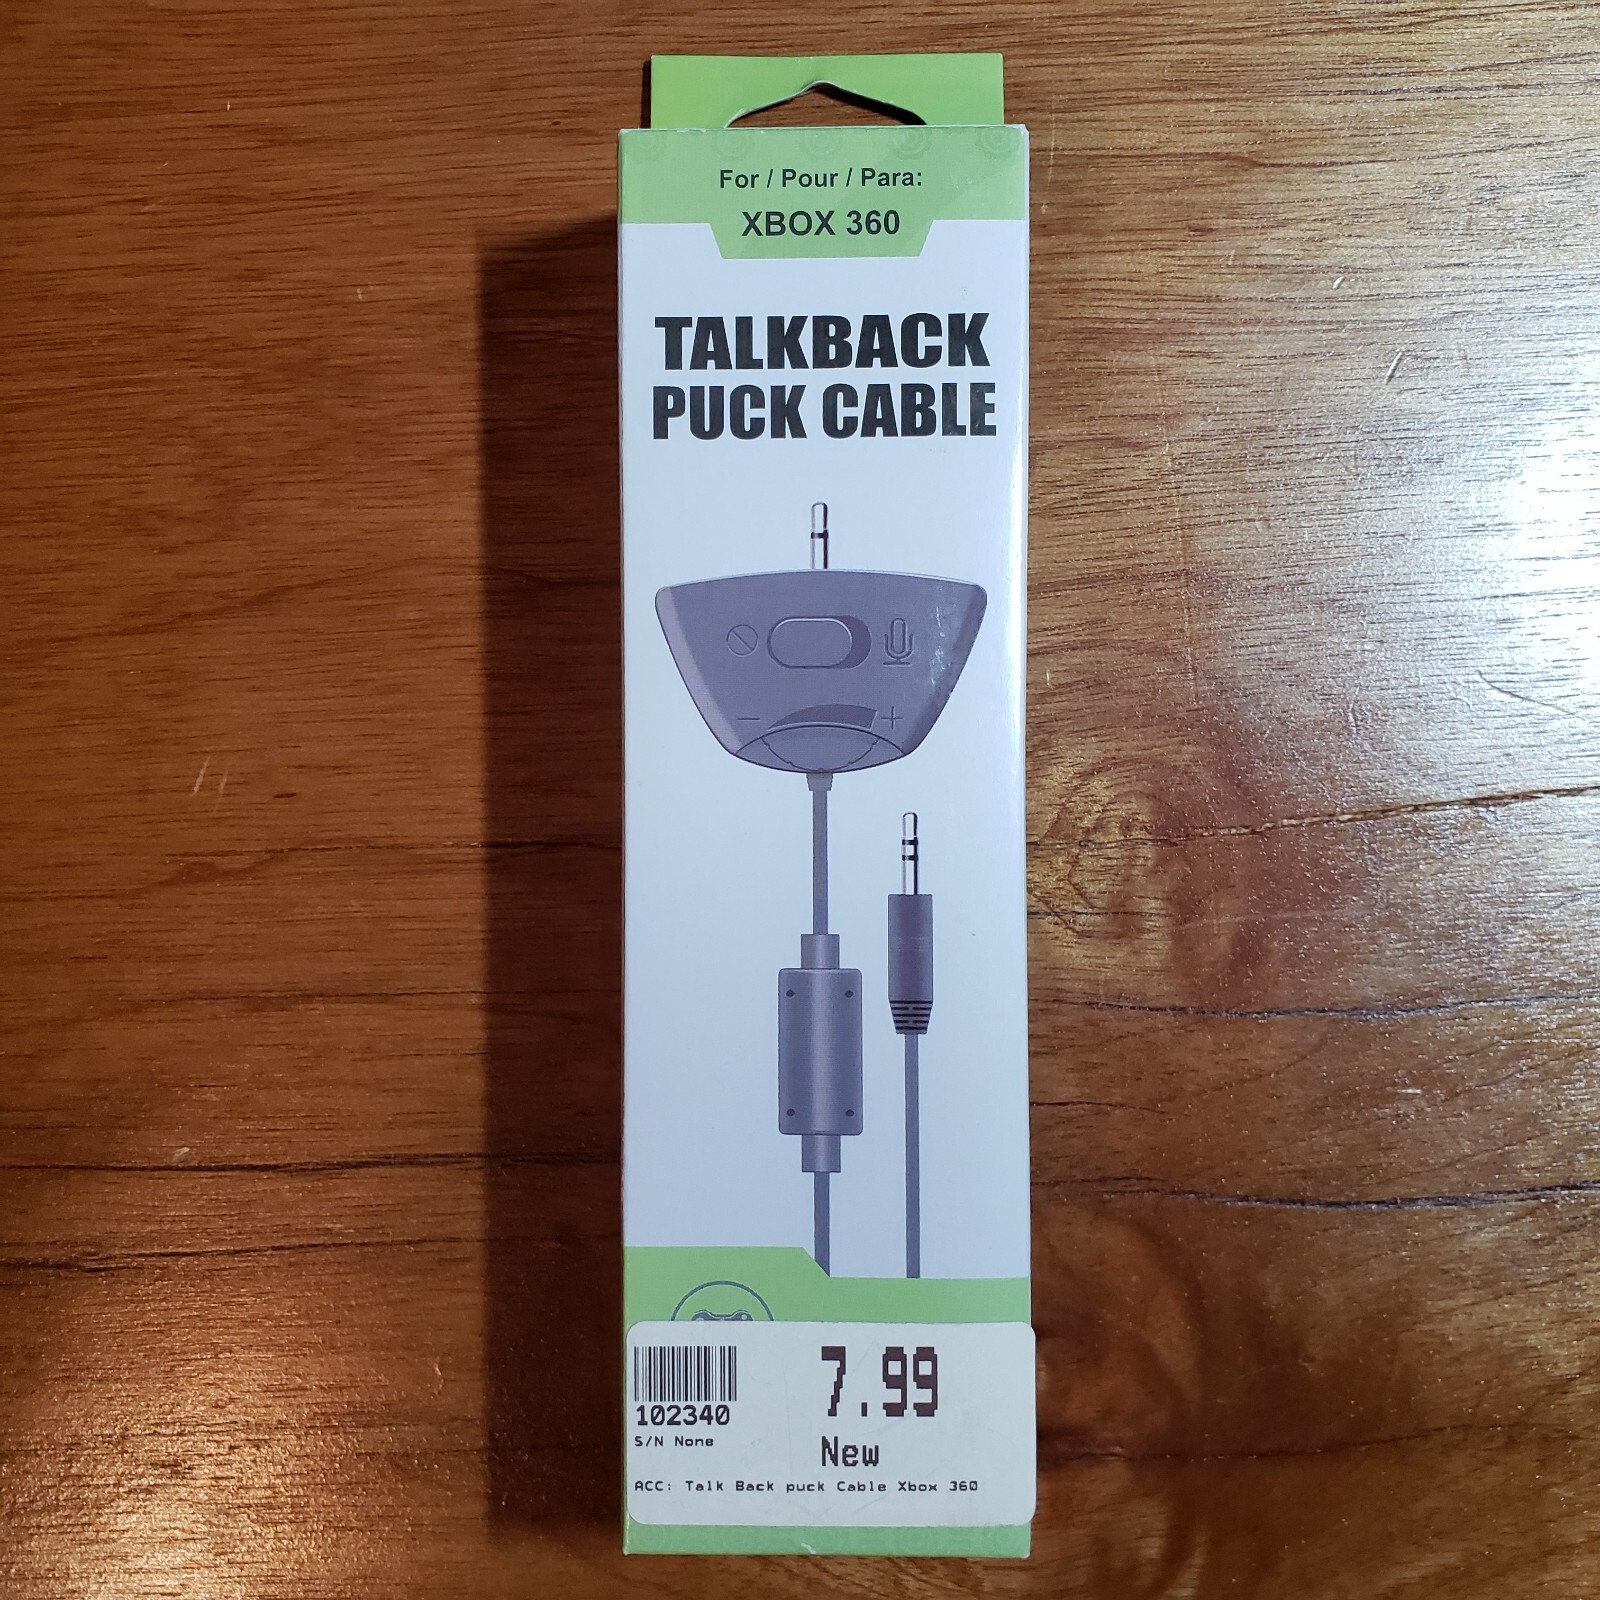 For / Pour / Para:
XBOX 360
TALKBACK
PUCK CABLE
- +
102340
S/N None
7.99
New
ACC: Talk Back puck Cable Xbox 360